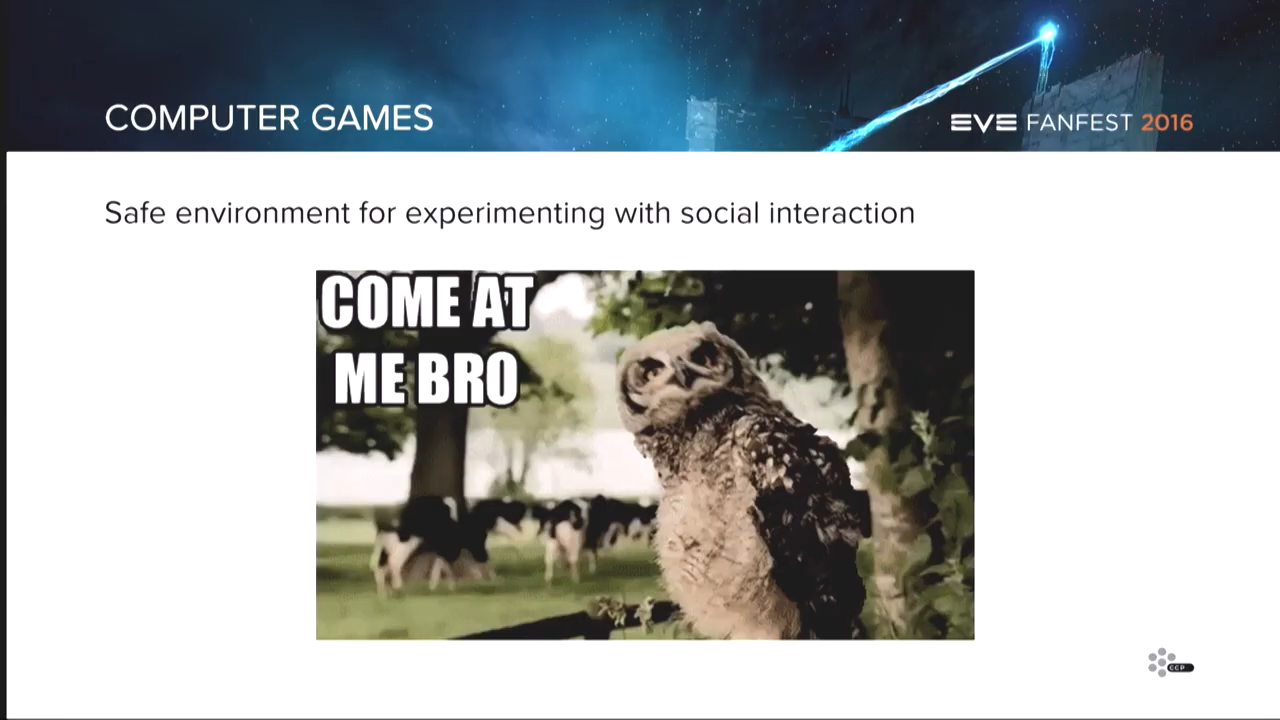 COMPUTER GAMES
EVE FANFEST 2016
Safe environment for experimenting with social interaction
COME AT
ME BRO
CCP